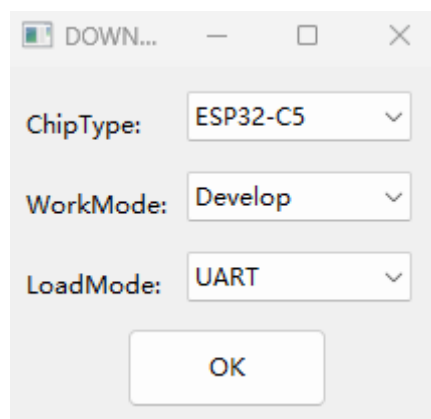 DOWN...
ChipType: ESP32-C5
WorkMode: Develop
LoadMode: UART
OK